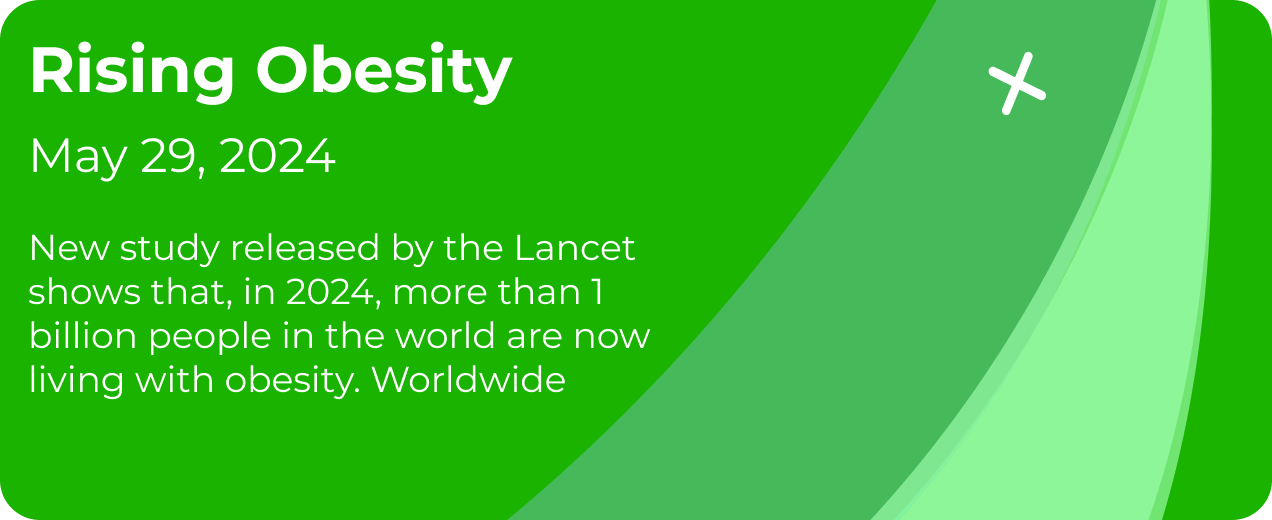 Rising Obesity
May 29, 2024
New study released by the Lancet
shows that, in 2024, more than 1
billion people in the world are now
living with obesity. Worldwide